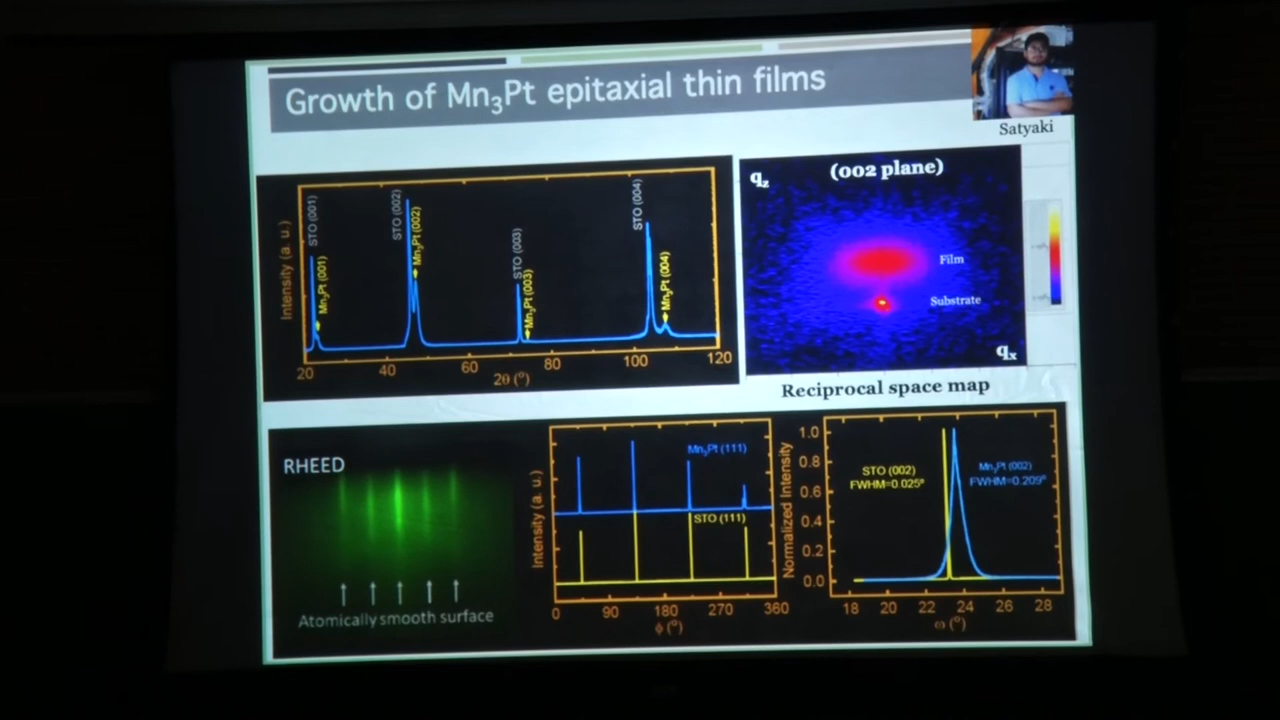 Growth of Mn₃Pt epitaxial thin films
Satyaki
Intensity (a. u.)
STO (001)
Mn₃Pt (001)
STO (002)
Mn₃Pt (002)
STO (003)
Mn₃Pt (003)
STO (004)
Mn₃Pt (004)
20 40 60 80 100 120
2θ (°)
(002 plane)
qz
Film
Substrate
qx
Reciprocal space map
RHEED
Atomically smooth surface
Intensity (a. u.)
Mn₃Pt (111)
STO (111)
0 90 180 270 360
ϕ (°)
Normalized Intensity
1.0
0.8
0.6
0.4
0.2
0.0
STO (002)
FWHM=0.025°
Mn₃Pt (002)
FWHM=0.209°
18 20 22 24 26 28
ω (°)